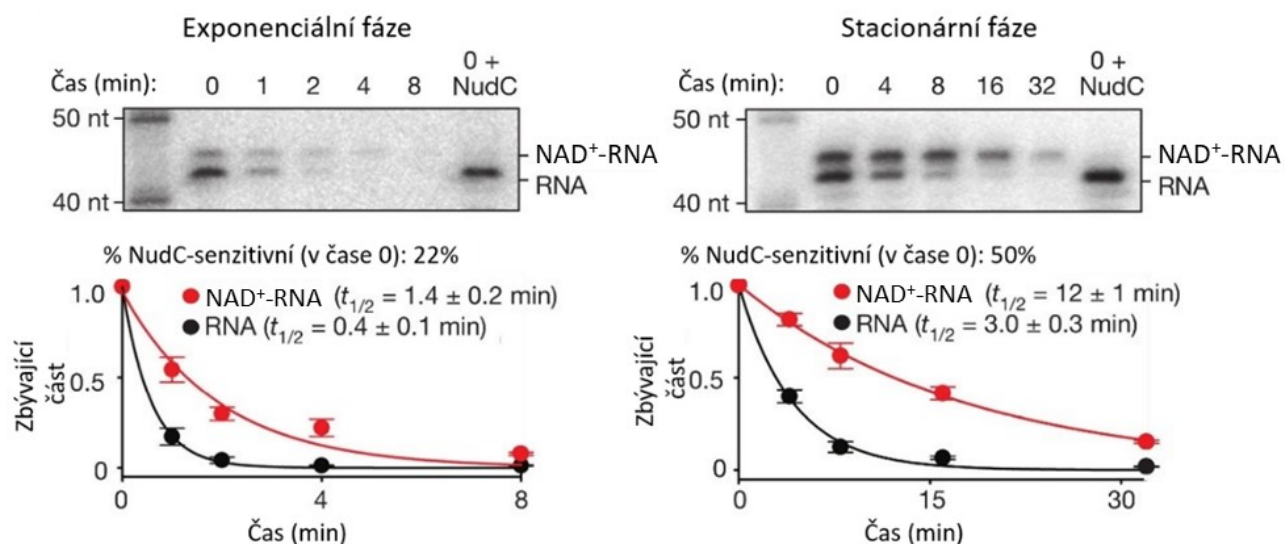 Exponenciální fáze
Čas (min): 0 1 2 4 8 0 + NudC
50 nt
40 nt
NAD⁺-RNA
RNA
% NudC-senzitivní (v čase 0): 22%
NAD⁺-RNA (t1/2 = 1.4 ± 0.2 min)
RNA (t1/2 = 0.4 ± 0.1 min)
Zbývající část
1.0
0.5
0
0 4 8
Čas (min)
Stacionární fáze
Čas (min): 0 4 8 16 32 0 + NudC
50 nt
40 nt
NAD⁺-RNA
RNA
% NudC-senzitivní (v čase 0): 50%
NAD⁺-RNA (t1/2 = 12 ± 1 min)
RNA (t1/2 = 3.0 ± 0.3 min)
Zbývající část
1.0
0.5
0
0 15 30
Čas (min)